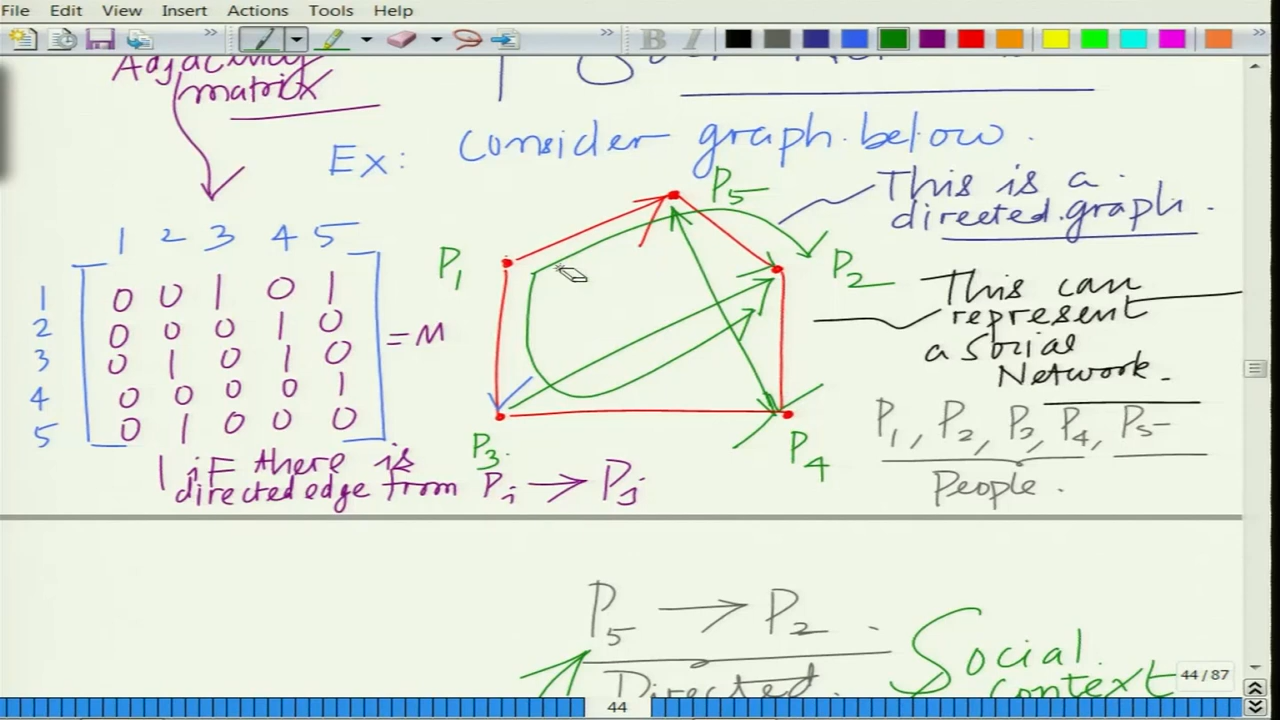 File Edit View Insert Actions Tools Help
B I
Adjacency
matrix
Ex: Consider graph below.
P5
This is a
directed graph.
1 2 3 4 5
P1
P2
1 0 0 1 0 1
2 0 0 0 1 0
3 0 1 0 1 0
4 0 0 0 0 1
5 0 1 0 0 0
= M
This can
represent
a Social
Network.
P3.
P4
P1, P2, P3, P4, P5
People.
1 if there is
directed edge from Pi → Pj
P5 → P2.
Directed.
Social
context
44 / 87
44